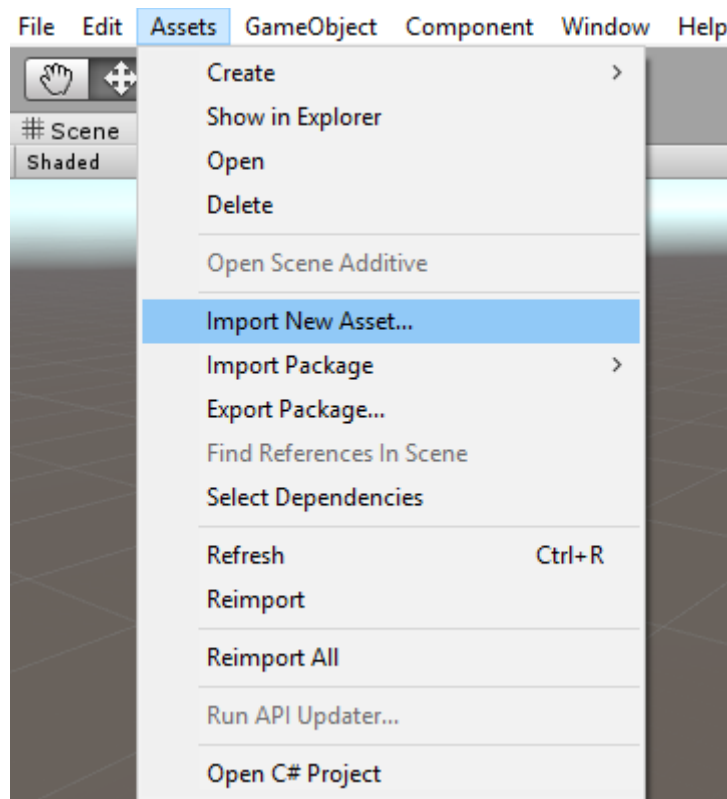 File Edit Assets GameObject Component Window Help
Create
Show in Explorer
Scene
Shaded
Open
Delete
Open Scene Additive
Import New Asset...
Import Package
Export Package...
Find References In Scene
Select Dependencies
Refresh Ctrl+R
Reimport
Reimport All
Run API Updater...
Open C# Project